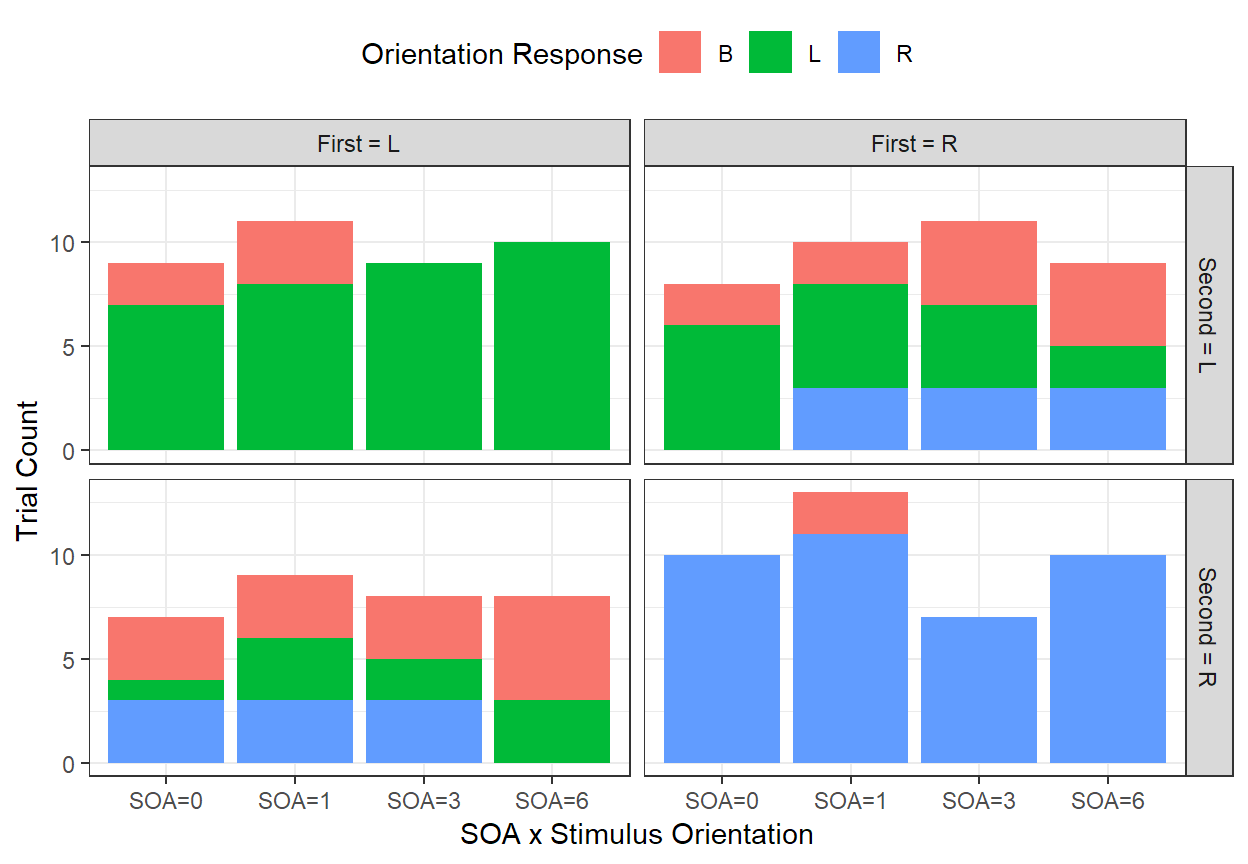 Orientation Response B L R
First = L First = R
10
5
0
Second = L
10
5
0
Second = R
Trial Count
SOA=0 SOA=1 SOA=3 SOA=6 SOA=0 SOA=1 SOA=3 SOA=6
SOA x Stimulus Orientation